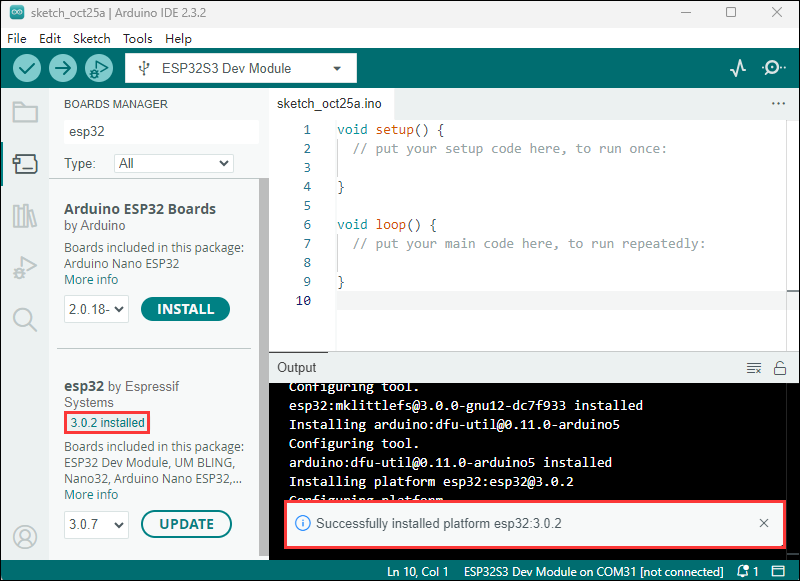 sketch_oct25a | Arduino IDE 2.3.2
File Edit Sketch Tools Help
ESP32S3 Dev Module
BOARDS MANAGER
esp32
Type: All
Arduino ESP32 Boards
by Arduino
Boards included in this package:
Arduino Nano ESP32
More info
2.0.18- INSTALL
esp32 by Espressif
Systems
3.0.2 installed
Boards included in this package:
ESP32 Dev Module, UM BLING,
Nano32, Arduino Nano ESP32,...
More info
3.0.7 UPDATE
sketch_oct25a.ino
1 void setup() {
2 // put your setup code here, to run once:
3
4 }
5
6 void loop() {
7 // put your main code here, to run repeatedly:
8
9 }
10
Output
Configuring tool.
esp32:mklittlefs@3.0.0-gnu12-dc7f933 installed
Installing arduino:dfu-util@0.11.0-arduino5
Configuring tool.
arduino:dfu-util@0.11.0-arduino5 installed
Installing platform esp32:esp32@3.0.2
Configuring platform.
Successfully installed platform esp32:3.0.2
Ln 10, Col 1 ESP32S3 Dev Module on COM31 [not connected] 1